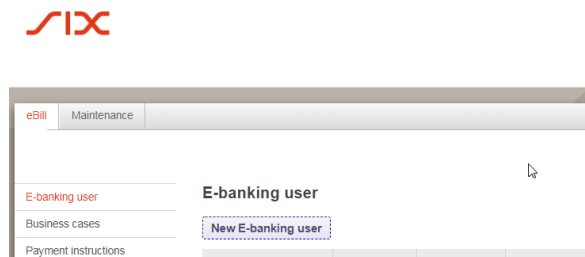 SIX
eBill Maintenance
E-banking user
Business cases
Payment instructions
E-banking user
New E-banking user